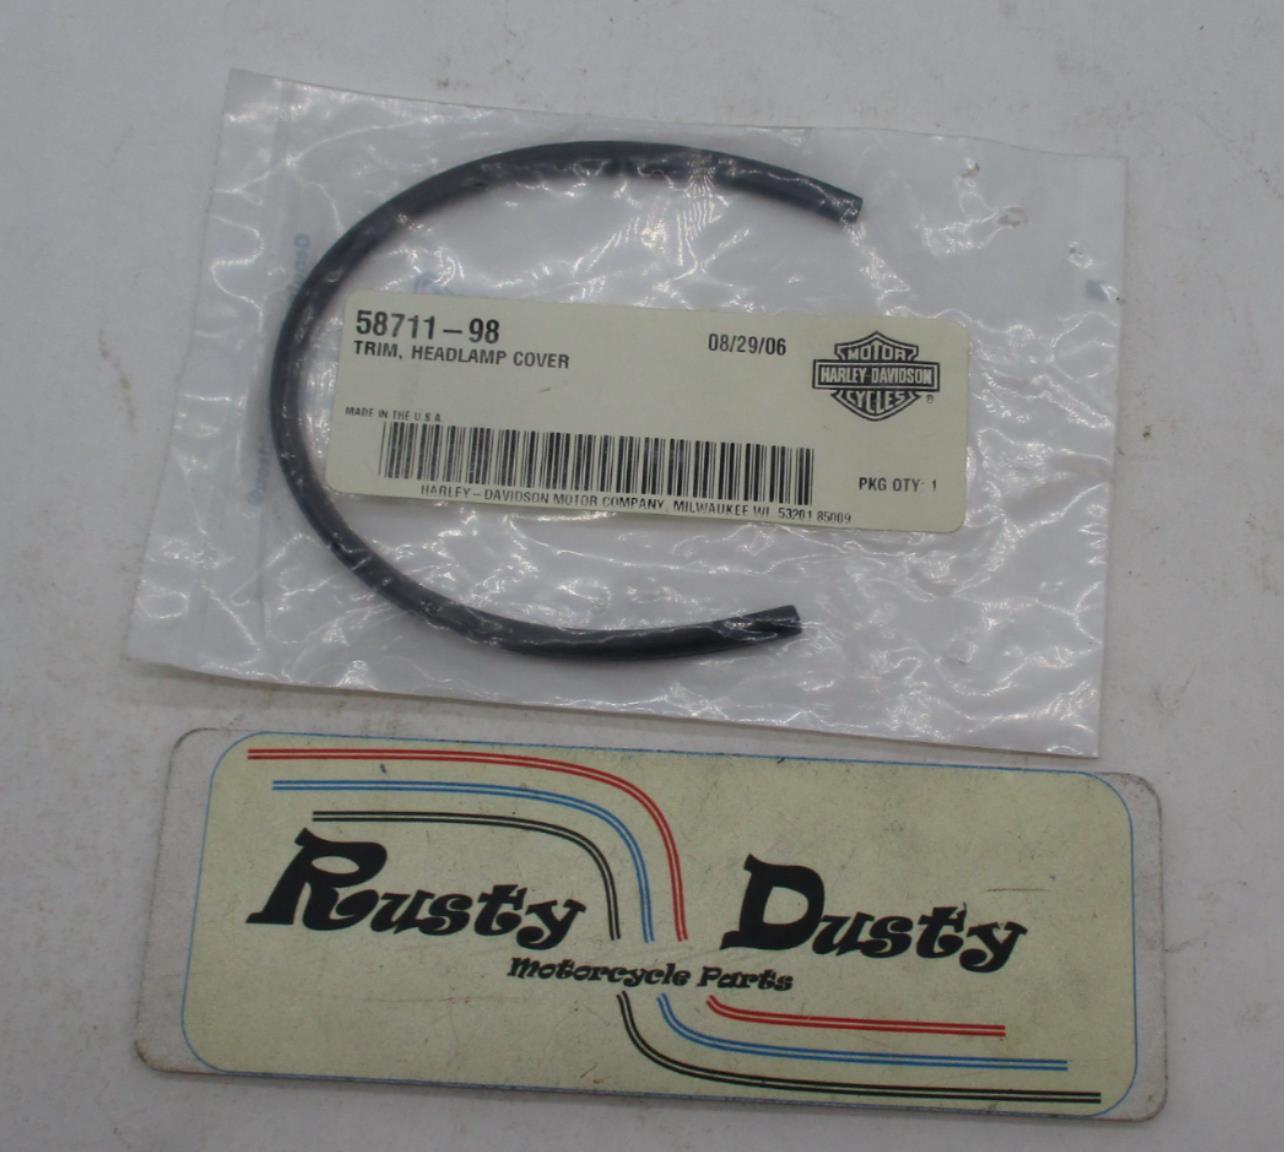 58711-98
TRIM, HEADLAMP COVER
08/29/06
MOTOR
HARLEY-DAVIDSON
CYCLES
®
MADE IN THE U.S.A.
PKG QTY: 1
HARLEY-DAVIDSON MOTOR COMPANY, MILWAUKEE WI. 53201 85009
Rusty Dusty
Motorcycle Parts